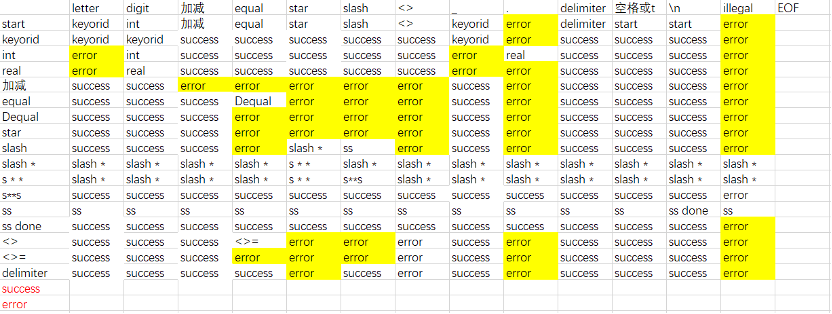 letter digit 加减 equal star slash <> _ . delimiter 空格或t \n illegal EOF
start keyorid int 加减 equal star slash <> keyorid error delimiter start start error
keyorid keyorid keyorid success success success success success keyorid error success success success error
int error int success success success success success error real success success success error
real error real success success success success success error error success success success error
加减 success success error error error error error success error success success success error
equal success success success Dequal error error error success error success success success error
Dequal success success success error error error error success error success success success error
star success success success error error error error success error success success success error
slash success success success error slash * ss error success error success success success error
slash * slash * slash * slash * slash * s * * slash * slash * slash * slash * slash * slash * slash * slash *
s * * slash * slash * slash * slash * s * * s**s slash * slash * slash * slash * slash * slash * slash *
s**s success success success success success success success success success success success success error
ss ss ss ss ss ss ss ss ss ss ss ss ss done ss
ss done success success success success success success success success success success success success error
<> success success success <>= error error error success error success success success error
<>= success success success error error error error success error success success success error
delimiter success success success success error success success success error success success success error
success
error